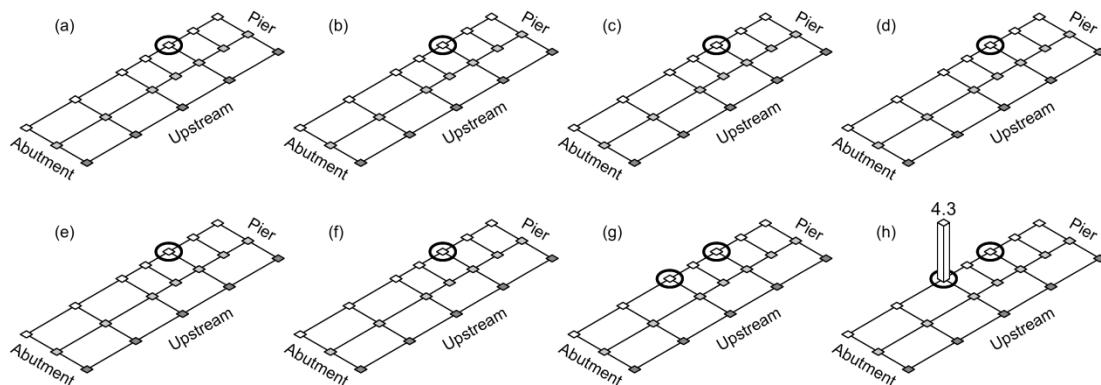 (a)
Pier
Abutment
Upstream
(b)
Pier
Abutment
Upstream
(c)
Pier
Abutment
Upstream
(d)
Pier
Abutment
Upstream
(e)
Pier
Abutment
Upstream
(f)
Pier
Abutment
Upstream
(g)
Pier
Abutment
Upstream
(h)
4.3
Pier
Abutment
Upstream